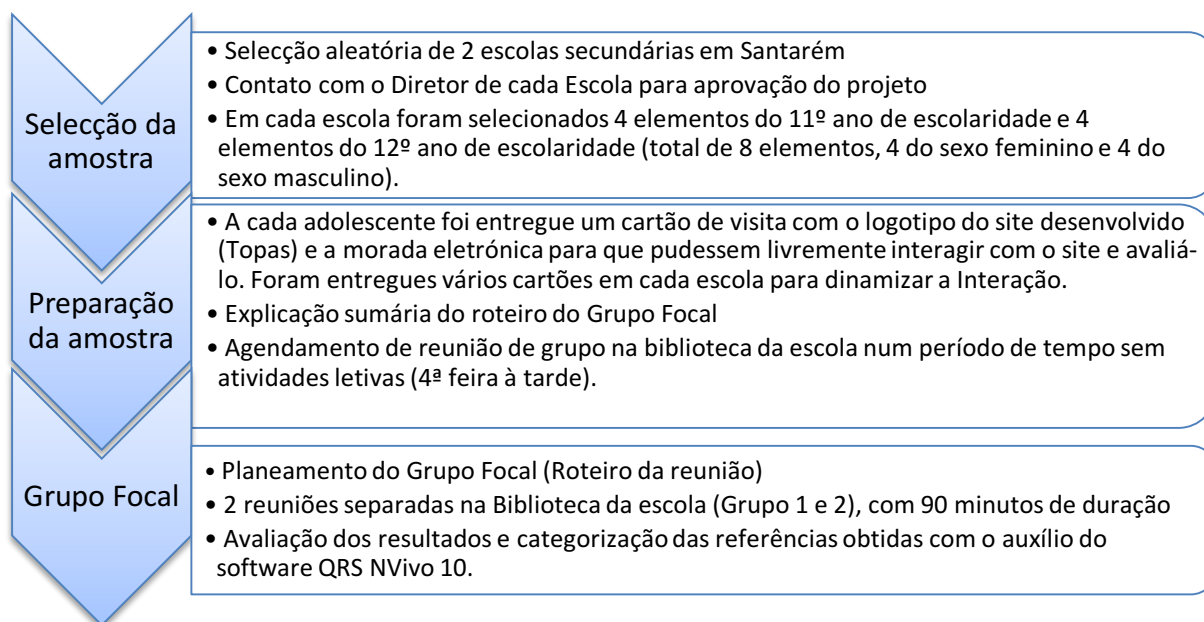 Selecção da
amostra
• Selecção aleatória de 2 escolas secundárias em Santarém
• Contato com o Diretor de cada Escola para aprovação do projeto
• Em cada escola foram selecionados 4 elementos do 11º ano de escolaridade e 4
elementos do 12º ano de escolaridade (total de 8 elementos, 4 do sexo feminino e 4 do
sexo masculino).
Preparação
da amostra
• A cada adolescente foi entregue um cartão de visita com o logotipo do site desenvolvido
(Topas) e a morada eletrónica para que pudessem livremente interagir com o site e avaliá-
lo. Foram entregues vários cartões em cada escola para dinamizar a Interação.
• Explicação sumária do roteiro do Grupo Focal
• Agendamento de reunião de grupo na biblioteca da escola num período de tempo sem
atividades letivas (4ª feira à tarde).
Grupo Focal
• Planeamento do Grupo Focal (Roteiro da reunião)
• 2 reuniões separadas na Biblioteca da escola (Grupo 1 e 2), com 90 minutos de duração
• Avaliação dos resultados e categorização das referências obtidas com o auxílio do
software QRS NVivo 10.